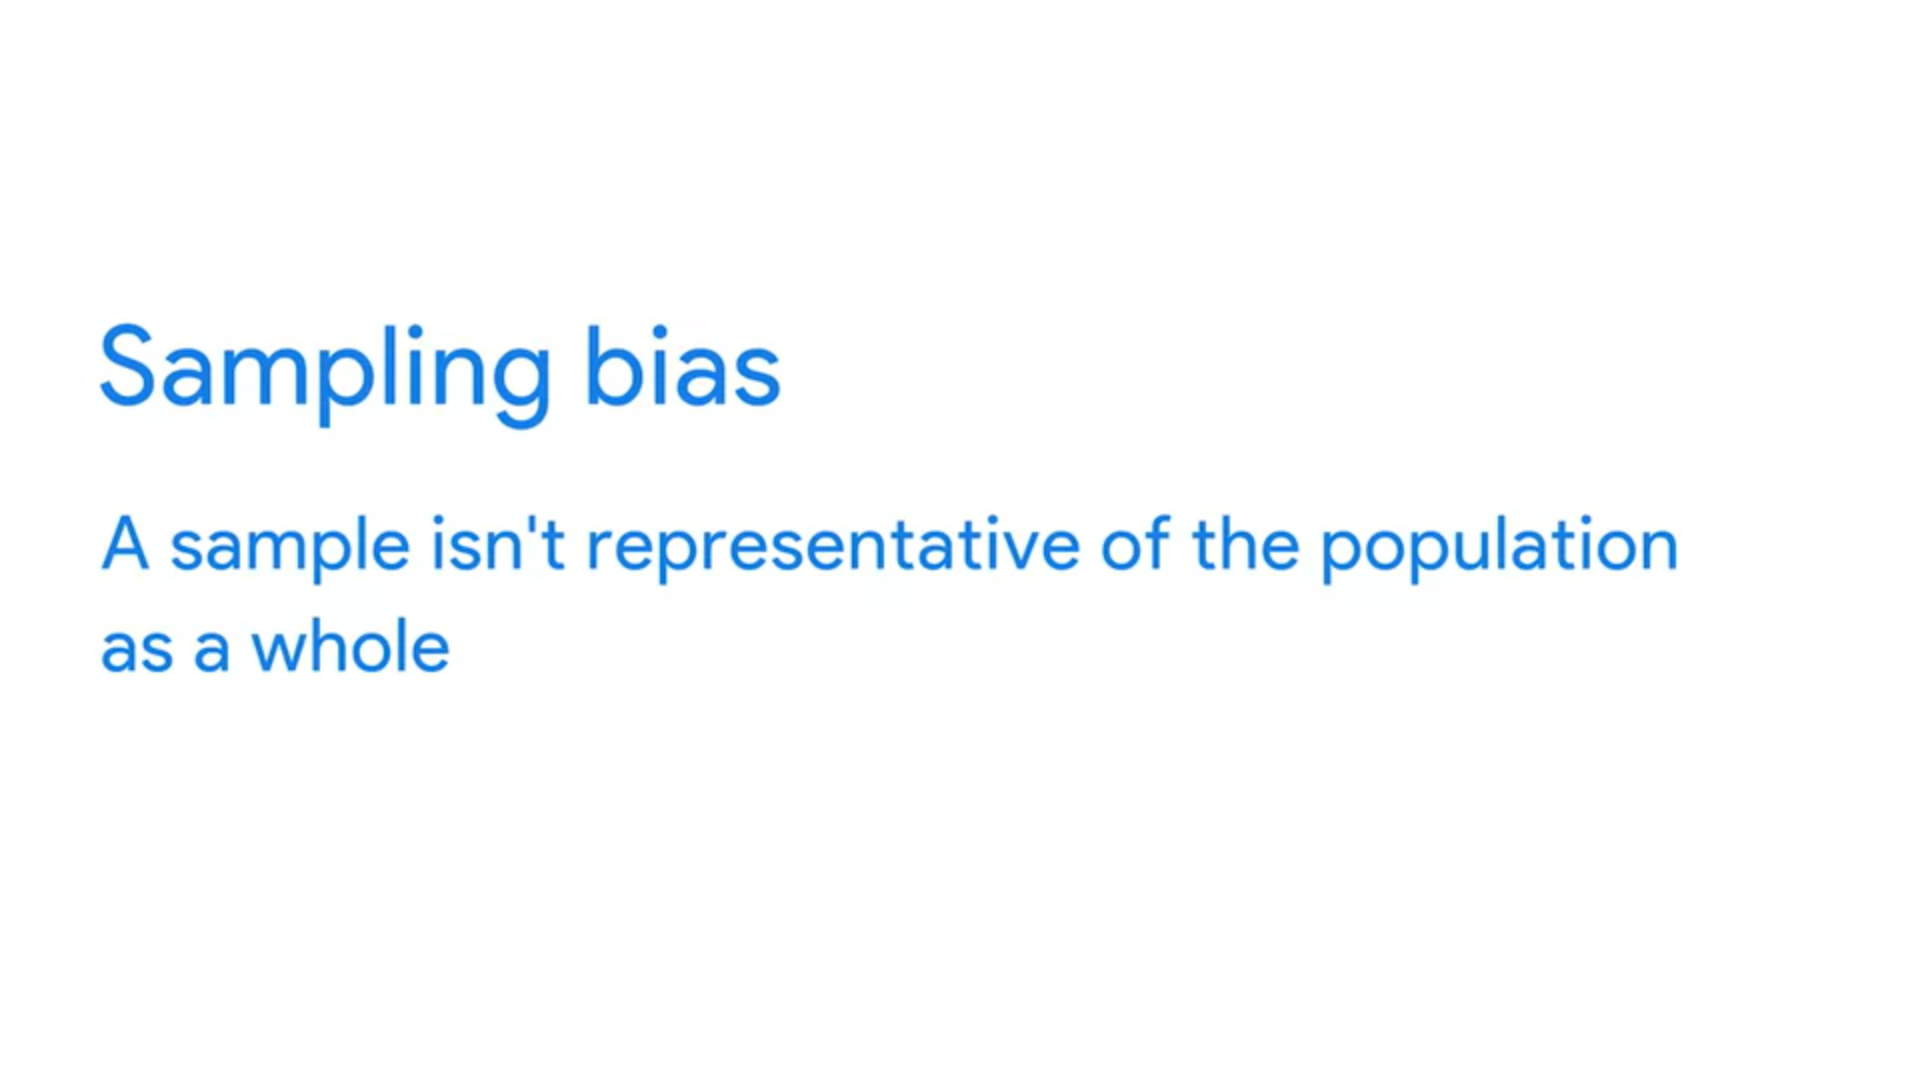 Sampling bias
A sample isn't representative of the population
as a whole